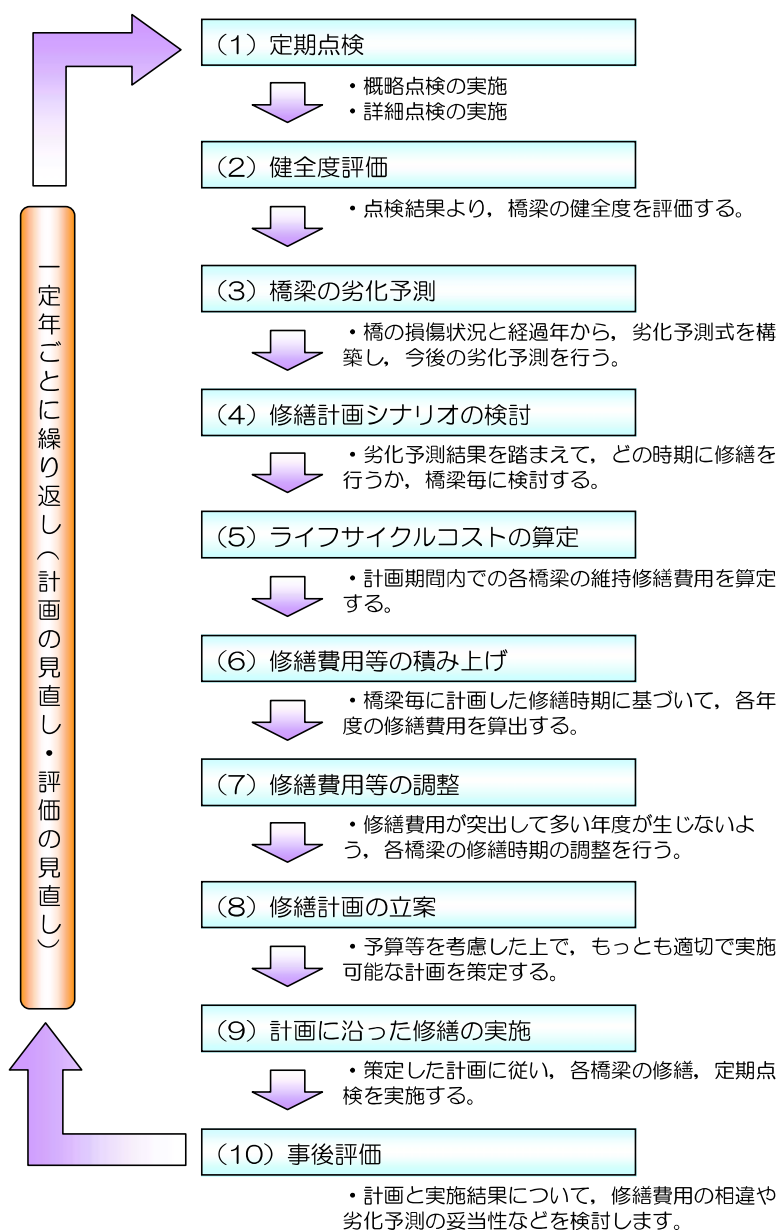 (1) 定期点検
・概略点検の実施
・詳細点検の実施
(2) 健全度評価
・点検結果より，橋梁の健全度を評価する。
(3) 橋梁の劣化予測
・橋の損傷状況と経過年から，劣化予測式を構
築し，今後の劣化予測を行う。
(4) 修繕計画シナリオの検討
・劣化予測結果を踏まえて，どの時期に修繕を
行うか，橋梁毎に検討する。
(5) ライフサイクルコストの算定
・計画期間内での各橋梁の維持修繕費用を算定
する。
(6) 修繕費用等の積み上げ
・橋梁毎に計画した修繕時期に基づいて，各年
度の修繕費用を算出する。
(7) 修繕費用等の調整
・修繕費用が突出して多い年度が生じないよ
う，各橋梁の修繕時期の調整を行う。
(8) 修繕計画の立案
・予算等を考慮した上で，もっとも適切で実施
可能な計画を策定する。
(9) 計画に沿った修繕の実施
・策定した計画に従い，各橋梁の修繕，定期点
検を実施する。
(10) 事後評価
・計画と実施結果について，修繕費用の相違や
劣化予測の妥当性などを検討します。
一定年ごとに繰り返し（計画の見直し・評価の見直し）